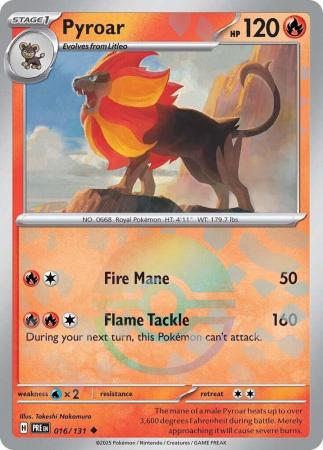 STAGE 1
Pyroar
HP 120
Evolves from Litleo
NO. 0668 Royal Pokémon HT: 4'11" WT: 179.7 lbs
Fire Mane 50
Flame Tackle 160
During your next turn, this Pokémon can't attack.
weakness ×2 resistance retreat
Illus. Takeshi Nakamura
H PRE EN 016/131
The mane of a male Pyroar heats up to over
3,600 degrees Fahrenheit during battle. Merely
approaching it will cause severe burns.
©2025 Pokémon / Nintendo / Creatures / GAME FREAK